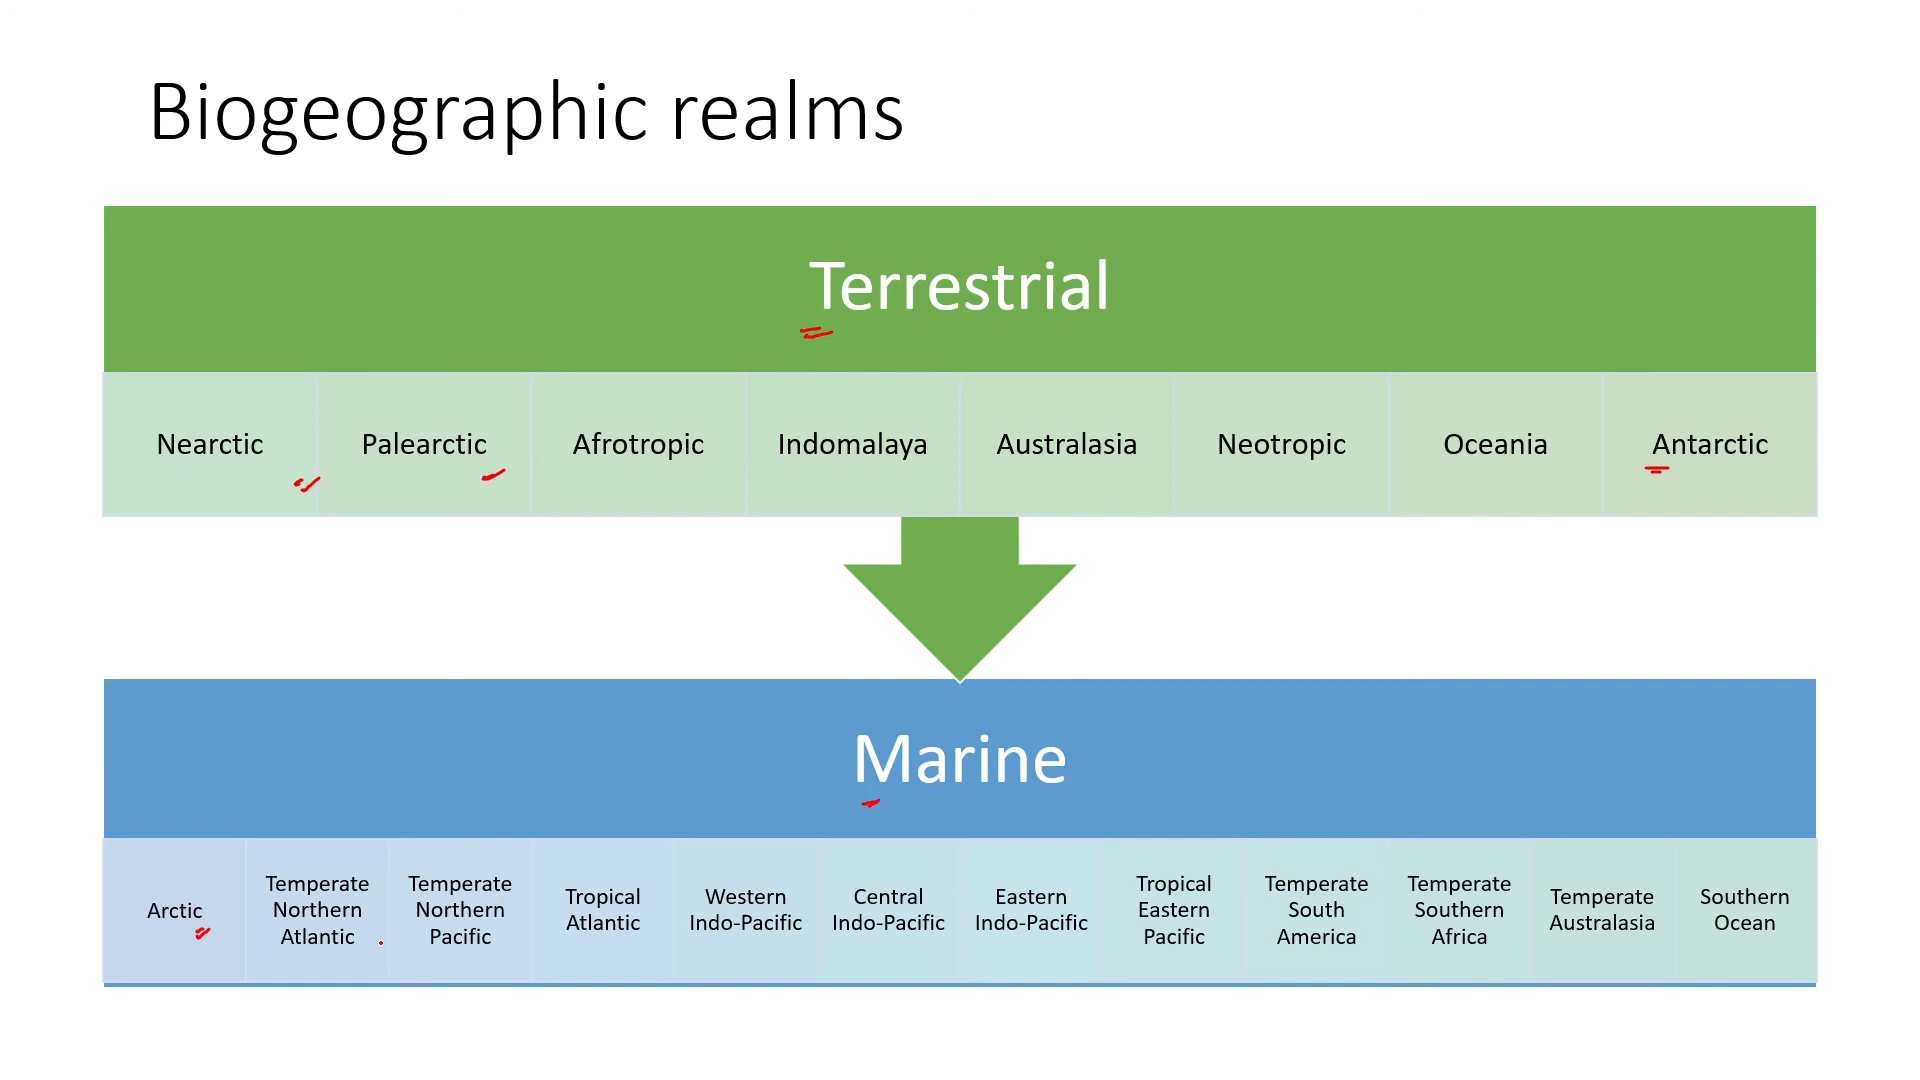 Biogeographic realms
Terrestrial
Nearctic
Palearctic
Afrotropic
Indomalaya
Australasia
Neotropic
Oceania
Antarctic
Marine
Arctic
Temperate
Northern
Atlantic
Temperate
Northern
Pacific
Tropical
Atlantic
Western
Indo-Pacific
Central
Indo-Pacific
Eastern
Indo-Pacific
Tropical
Eastern
Pacific
Temperate
South
America
Temperate
Southern
Africa
Temperate
Australasia
Southern
Ocean